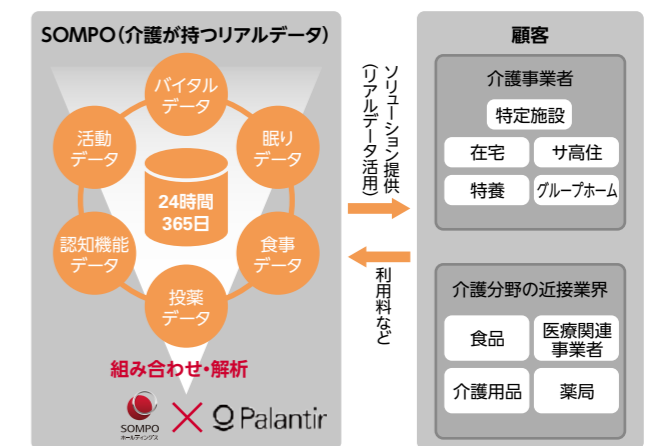 SOMPO（介護が持つリアルデータ）
バイタル
データ
活動
データ
眠り
データ
24時間
365日
認知機能
データ
食事
データ
投薬
データ
組み合わせ・解析
SOMPO
ホールディングス
Palantir
ソリューション提供
（リアルデータ活用）
利用料など
顧客
介護事業者
特定施設
在宅
サ高住
特養
グループホーム
介護分野の近接業界
食品
医療関連
事業者
介護用品
薬局